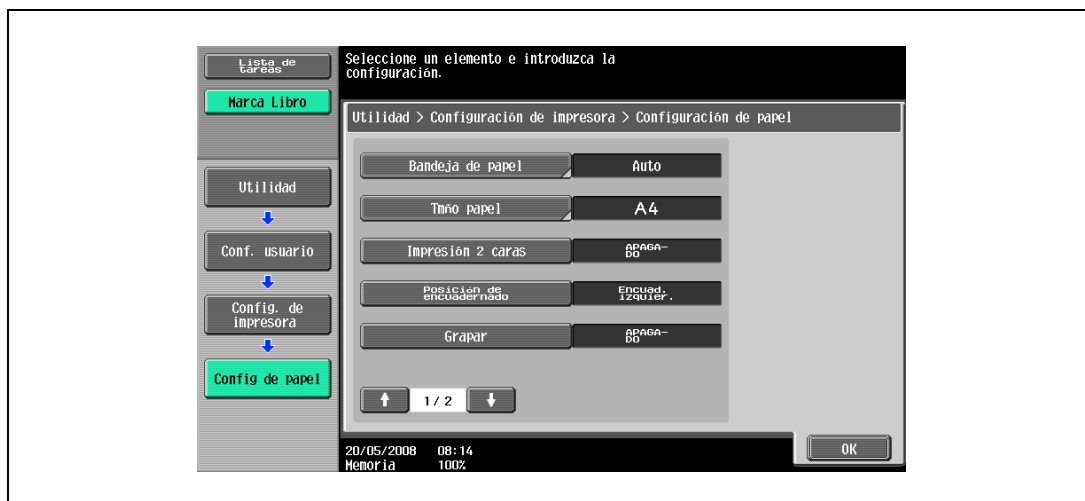 Lista de
tareas
Marca Libro
Utilidad
Conf. usuario
Config. de
impresora
Config de papel
Seleccione un elemento e introduzca la
configuración.
Utilidad > Configuración de impresora > Configuración de papel
Bandeja de papel
Auto
Tmño papel
A4
Impresión 2 caras
APAGA-
DO
Posición de
encuadernado
Encuad.
izquier.
Grapar
APAGA-
DO
1/2
20/05/2008 08:14
Memoria 100%
OK